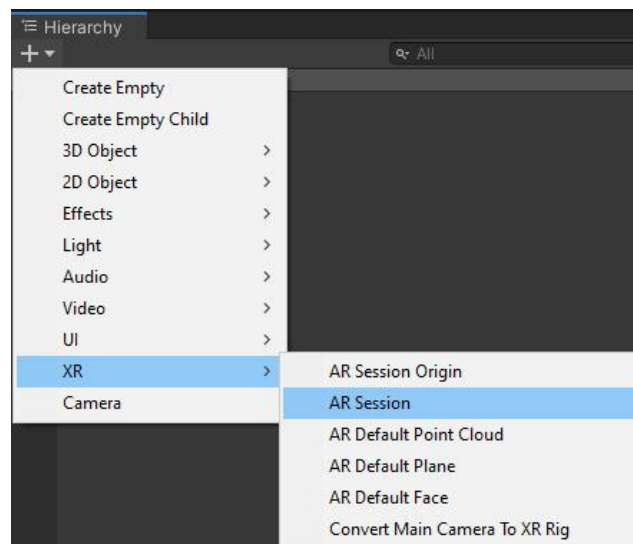 Hierarchy
All
Create Empty
Create Empty Child
3D Object
2D Object
Effects
Light
Audio
Video
UI
XR
Camera
AR Session Origin
AR Session
AR Default Point Cloud
AR Default Plane
AR Default Face
Convert Main Camera To XR Rig